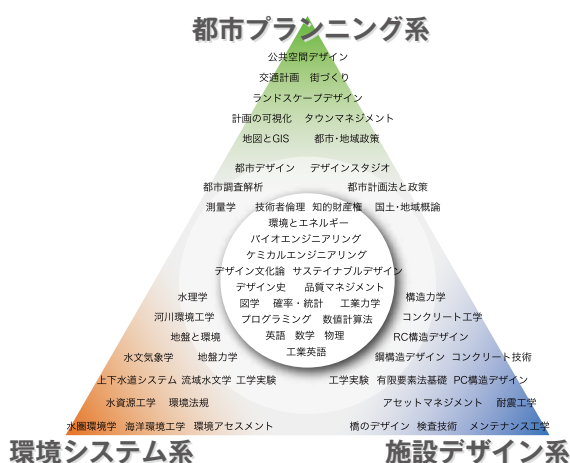 都市プランニング系
公共空間デザイン
交通計画 街づくり
ランドスケープデザイン
計画の可視化 タウンマネジメント
地図とGIS 都市・地域政策
都市デザイン デザインスタジオ
都市調査解析 都市計画法と政策
測量学 技術者倫理 知的財産権 国土・地域概論
環境とエネルギー
バイオエンジニアリング
ケミカルエンジニアリング
デザイン文化論 サステイナブルデザイン
デザイン史 品質マネジメント
水理学 構造力学
図学 確率・統計 工業力学
河川環境工学 プログラミング 数値計算法 コンクリート工学
地盤と環境 英語 数学 物理 RC構造デザイン
工業英語
水文気象学 地盤力学 鋼構造デザイン コンクリート技術
上下水道システム 流域水文学 工学実験 工学実験 有限要素法基礎 PC構造デザイン
水資源工学 環境法規 アセットマネジメント 耐震工学
水圏環境学 海洋環境工学 環境アセスメント 橋のデザイン 検査技術 メンテナンス工学
環境システム系 施設デザイン系